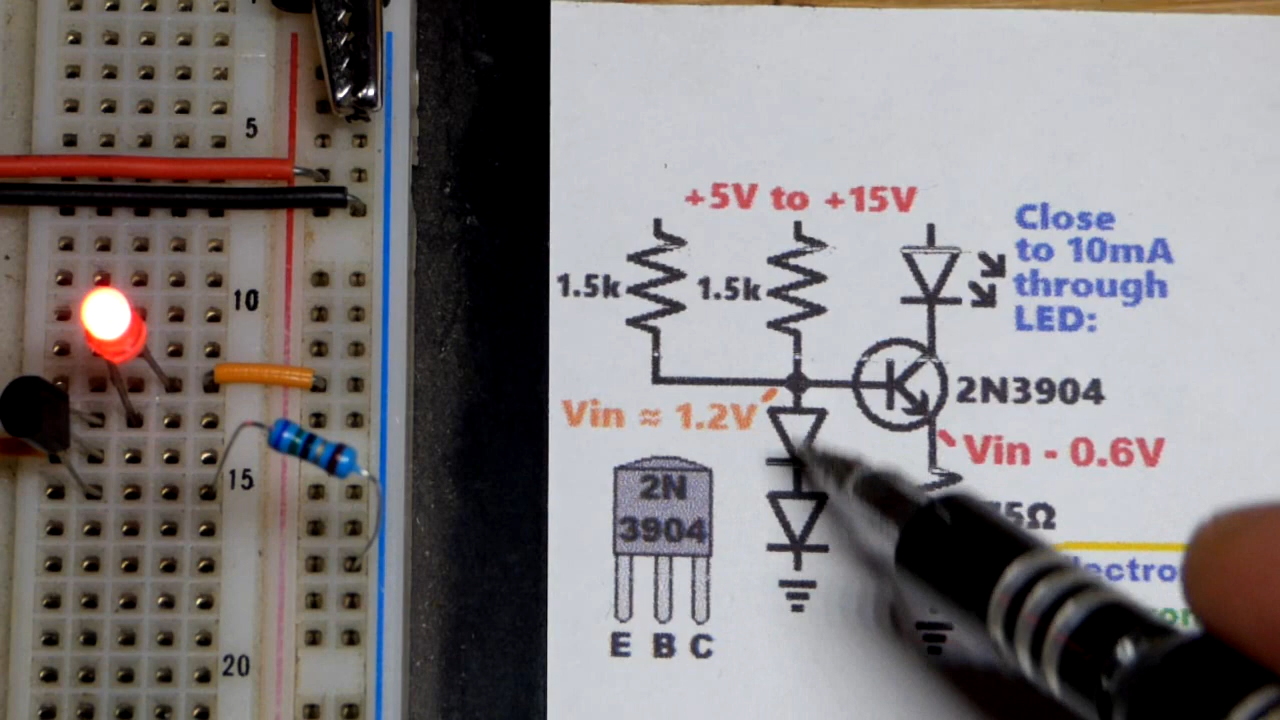 5
10
15
20
+5V to +15V
Close
to 10mA
through
LED:
1.5k
1.5k
2N3904
Vin ≈ 1.2V
Vin - 0.6V
2N
3904
E B C